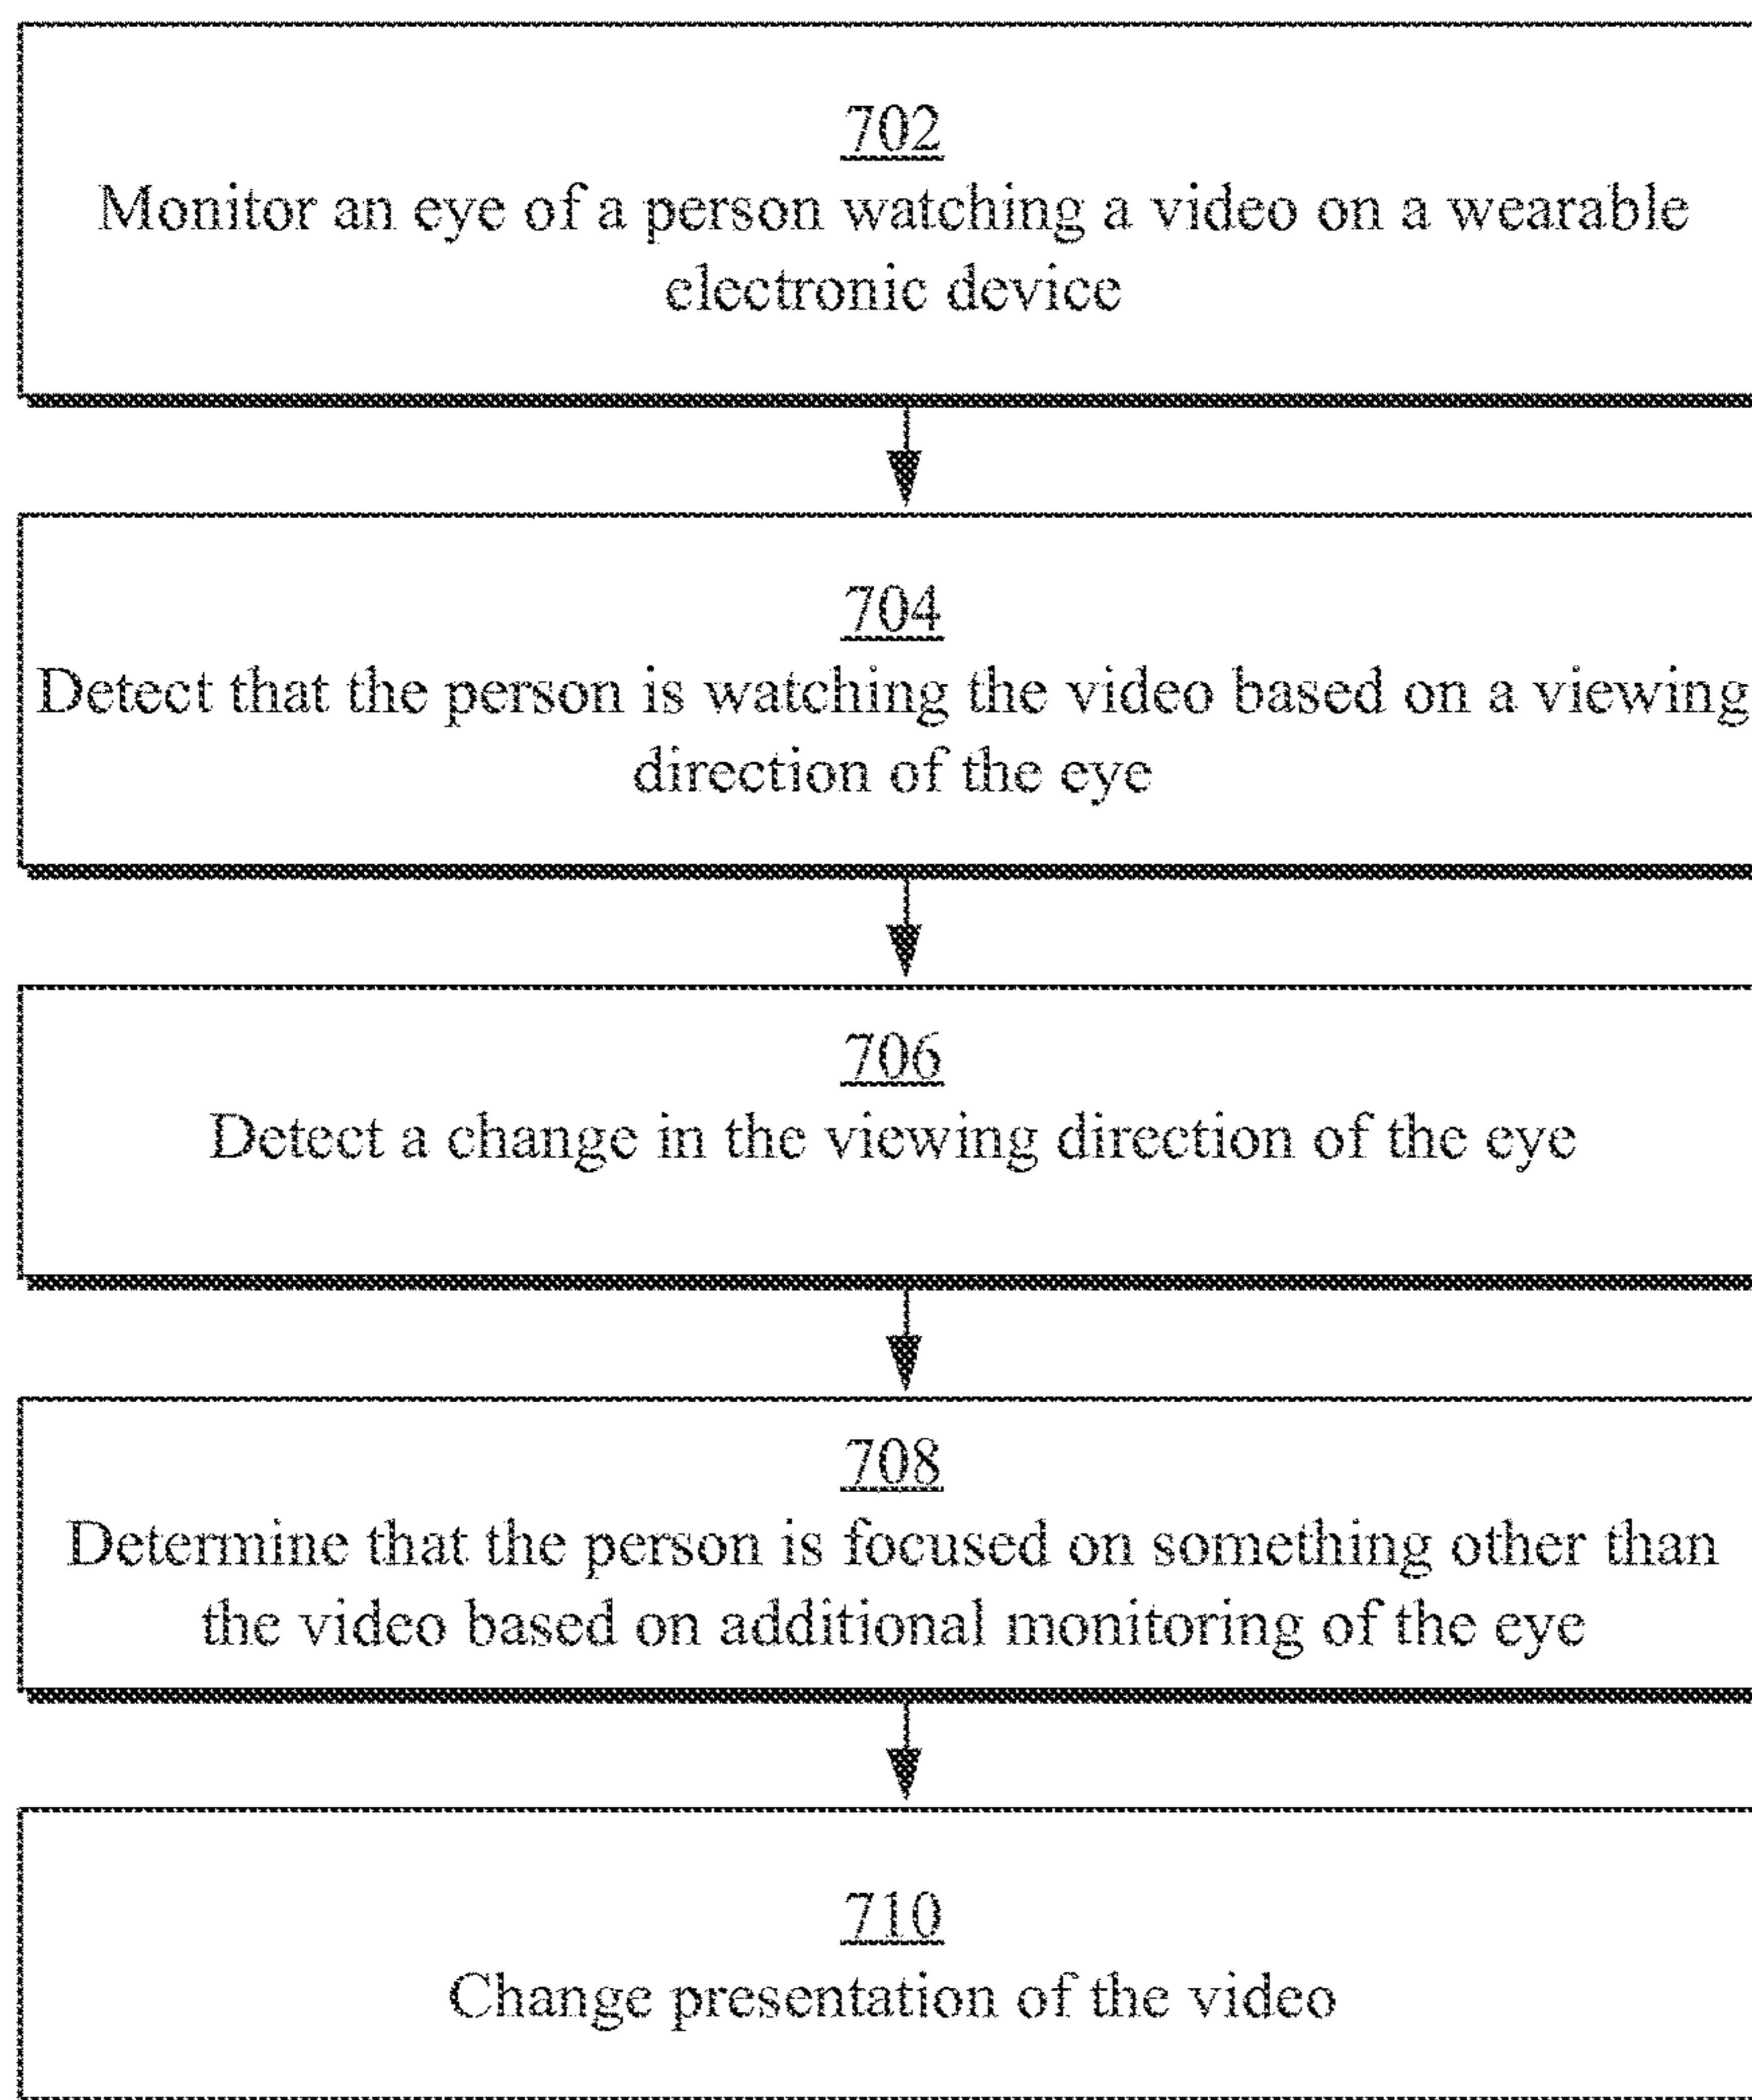 702
Monitor an eye of a person watching a video on a wearable
electronic device
704
Detect that the person is watching the video based on a viewing
direction of the eye
706
Detect a change in the viewing direction of the eye
708
Determine that the person is focused on something other than
the video based on additional monitoring of the eye
710
Change presentation of the video